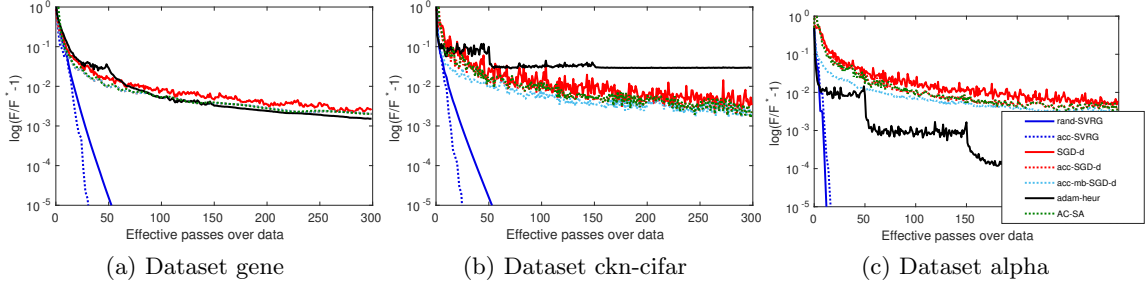 10^0
10^-1
10^-2
10^-3
10^-4
10^-5
log(F/F^*-1)
0 50 100 150 200 250 300
Effective passes over data
(a) Dataset gene
10^0
10^-1
10^-2
10^-3
10^-4
10^-5
log(F/F^*-1)
0 50 100 150 200 250 300
Effective passes over data
(b) Dataset ckn-cifar
10^0
10^-1
10^-2
10^-3
10^-4
10^-5
log(F/F^*-1)
0 50 100 150
Effective passes over data
rand-SVRG
acc-SVRG
SGD-d
acc-SGD-d
acc-mb-SGD-d
adam-heur
AC-SA
(c) Dataset alpha